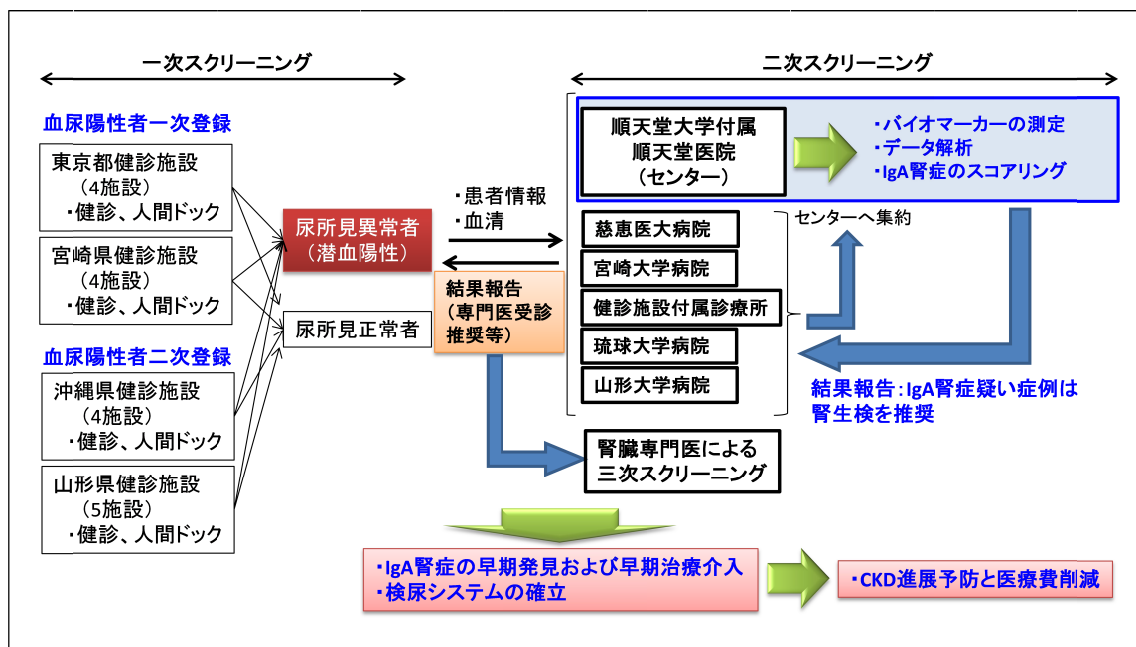 一次スクリーニング
血尿陽性者一次登録
東京都健診施設
（4施設）
・健診、人間ドック
宮崎県健診施設
（4施設）
・健診、人間ドック
血尿陽性者二次登録
沖縄県健診施設
（4施設）
・健診、人間ドック
山形県健診施設
（5施設）
・健診、人間ドック
尿所見異常者
（潜血陽性）
尿所見正常者
・患者情報
・血清
結果報告
（専門医受診
推奨等）
二次スクリーニング
順天堂大学付属
順天堂医院
（センター）
・バイオマーカーの測定
・データ解析
・IgA腎症のスコアリング
慈恵医大病院
宮崎大学病院
健診施設付属診療所
琉球大学病院
山形大学病院
センターへ集約
結果報告：IgA腎症疑い症例は
腎生検を推奨
腎臓専門医による
三次スクリーニング
・IgA腎症の早期発見および早期治療介入
・検尿システムの確立
・CKD進展予防と医療費削減